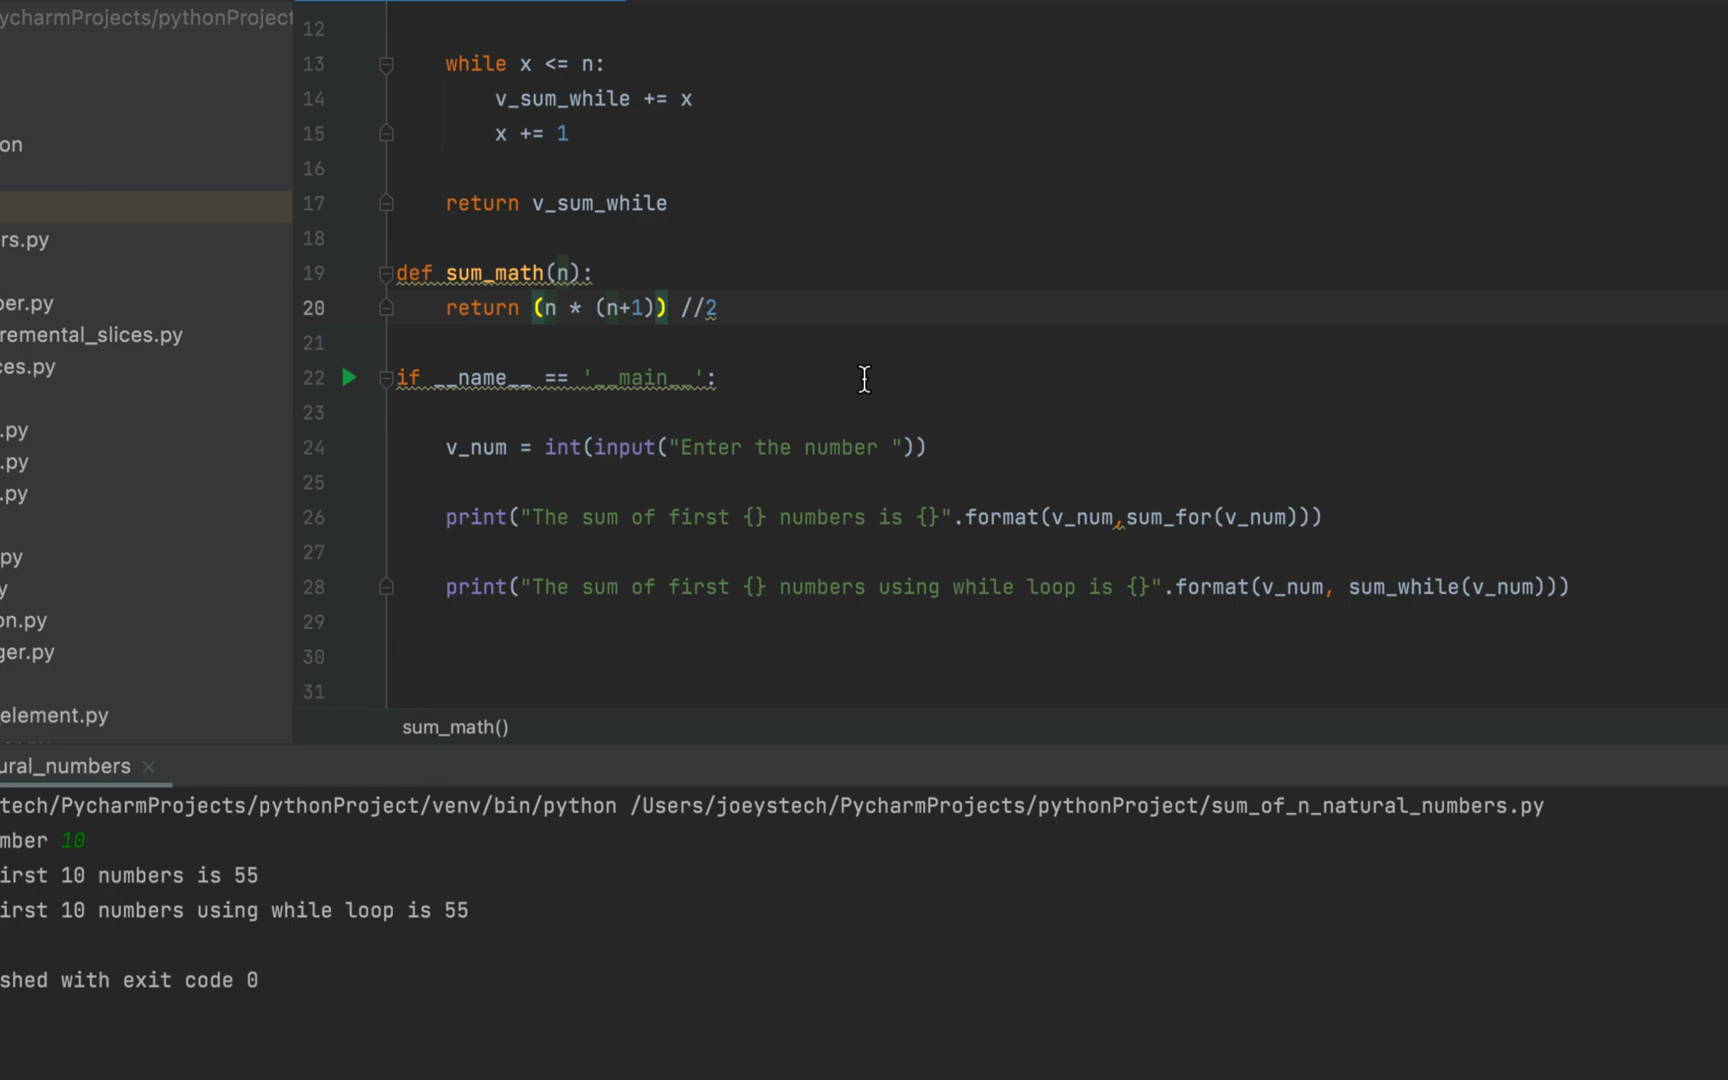 ycharmProjects/pythonProject
on
rs.py
ber.py
remental_slices.py
ces.py
.py
.py
.py
py
y
on.py
ger.py
element.py
12
13 while x <= n:
14 v_sum_while += x
15 x += 1
16
17 return v_sum_while
18
19 def sum_math(n):
20 return (n * (n+1)) //2
21
22 if __name__ == '__main__':
23
24 v_num = int(input("Enter the number "))
25
26 print("The sum of first {} numbers is {}".format(v_num,sum_for(v_num)))
27
28 print("The sum of first {} numbers using while loop is {}".format(v_num, sum_while(v_num)))
29
30
31
sum_math()
ural_numbers ×
tech/PycharmProjects/pythonProject/venv/bin/python /Users/joeystech/PycharmProjects/pythonProject/sum_of_n_natural_numbers.py
mber 10
irst 10 numbers is 55
irst 10 numbers using while loop is 55
shed with exit code 0